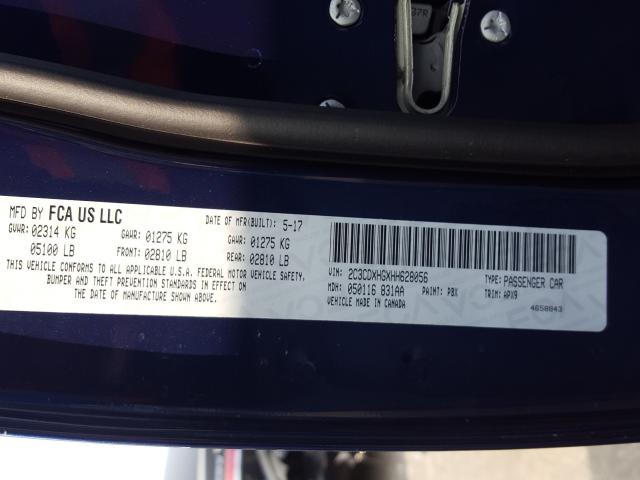 37R
MFD BY FCA US LLC
DATE OF MFR(BUILT): 5-17
GVWR: 02314 KG GAWR: 01275 KG GAWR: 01275 KG
05100 LB FRONT: 02810 LB REAR: 02810 LB
THIS VEHICLE CONFORMS TO ALL APPLICABLE U.S.A. FEDERAL MOTOR VEHICLE SAFETY,
BUMPER AND THEFT PREVENTION STANDARDS IN EFFECT ON
THE DATE OF MANUFACTURE SHOWN ABOVE.
VIN: 2C3CDXHGXHH628056 TYPE: PASSENGER CAR
MDH: 050116 831AA PAINT: PBX TRIM: APX9
VEHICLE MADE IN CANADA
4658843